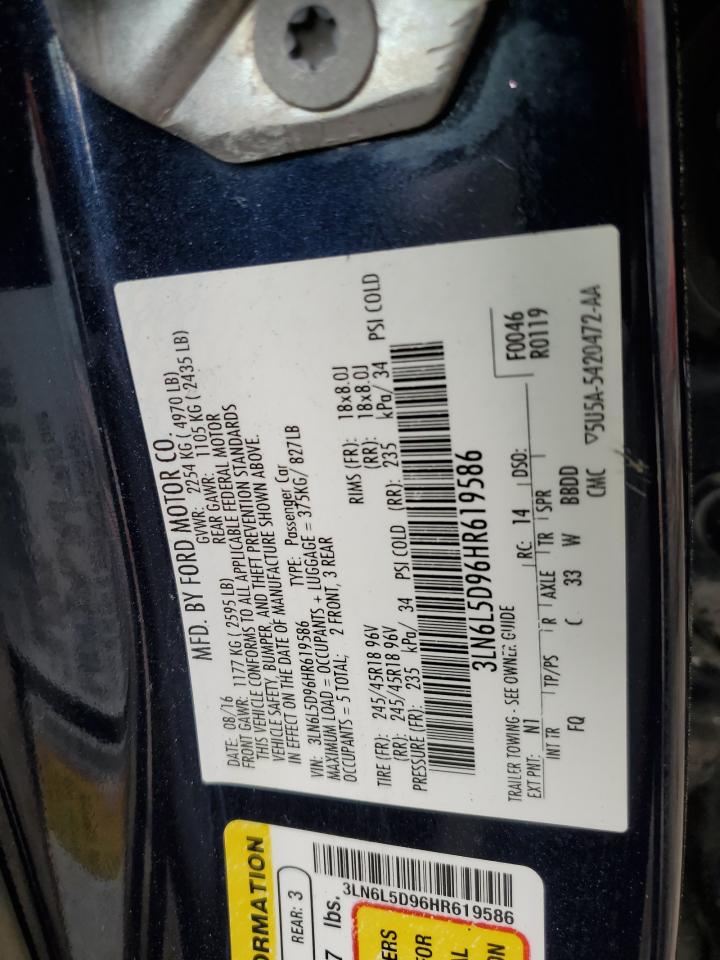 MFD. BY FORD MOTOR CO.
DATE: 08/16 GVWR: 2254 KG ( 4970 LB)
FRONT GAWR: 1177 KG ( 2595 LB) REAR GAWR: 1105 KG ( 2435 LB)
THIS VEHICLE CONFORMS TO ALL APPLICABLE FEDERAL MOTOR
VEHICLE SAFETY, BUMPER, AND THEFT PREVENTION STANDARDS
IN EFFECT ON THE DATE OF MANUFACTURE SHOWN ABOVE.
VIN: 3LN6L5D96HR619586 TYPE: Passenger Car
MAXIMUM LOAD = OCCUPANTS + LUGGAGE = 375KG/ 827LB
OCCUPANTS = 5 TOTAL; 2 FRONT, 3 REAR
TIRE (FR): 245/45R18 96V RIMS (FR): 18x8.0J
(RR): 245/45R18 96V (RR): 18x8.0J
PRESSURE (FR): 235 kPa/ 34 PSI COLD (RR): 235 kPa/ 34 PSI COLD
3LN6L5D96HR619586
TRAILER TOWING - SEE OWNER GUIDE
F0046
EXT PNT: N1 RC: 14 DSO: R0119
INT TR TP/PS R AXLE TR SPR
FQ C 33 W BBDD
CMC ▽5U5A-5420472-AA
ORMATION
REAR: 3
7 lbs.
3LN6L5D96HR619586
ERS
FOR
ON